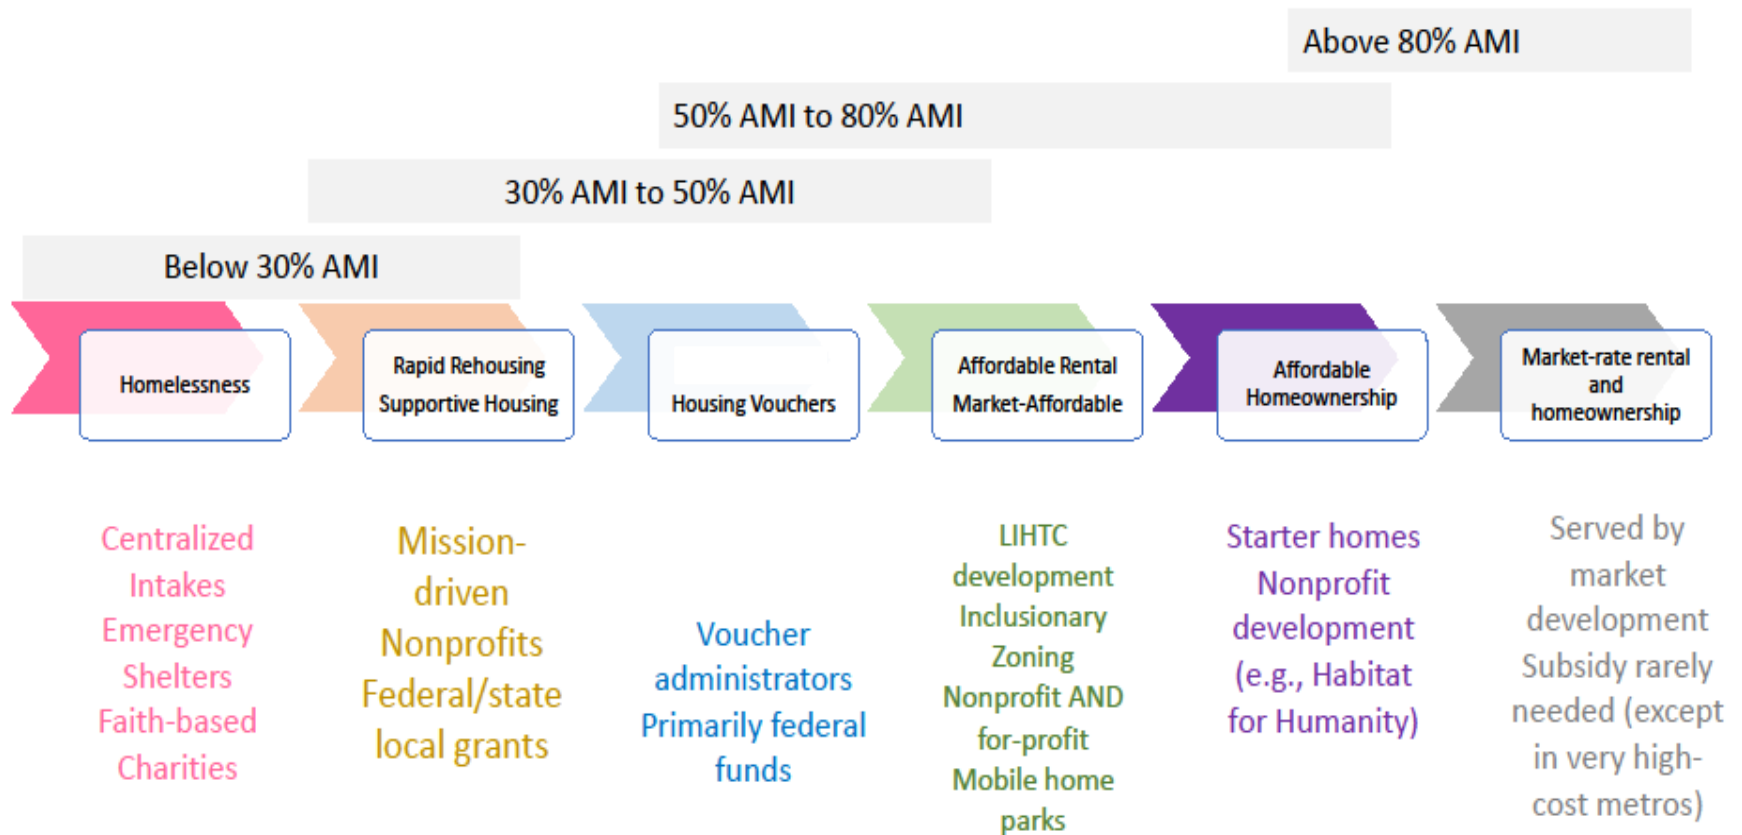 Above 80% AMI
50% AMI to 80% AMI
30% AMI to 50% AMI
Below 30% AMI
Homelessness
Rapid Rehousing
Supportive Housing
Housing Vouchers
Affordable Rental
Market-Affordable
Affordable
Homeownership
Market-rate rental
and
homeownership
Centralized
Intakes
Emergency
Shelters
Faith-based
Charities
Mission-
driven
Nonprofits
Federal/state
local grants
Voucher
administrators
Primarily federal
funds
LIHTC
development
Inclusionary
Zoning
Nonprofit AND
for-profit
Mobile home
parks
Starter homes
Nonprofit
development
(e.g., Habitat
for Humanity)
Served by
market
development
Subsidy rarely
needed (except
in very high-
cost metros)